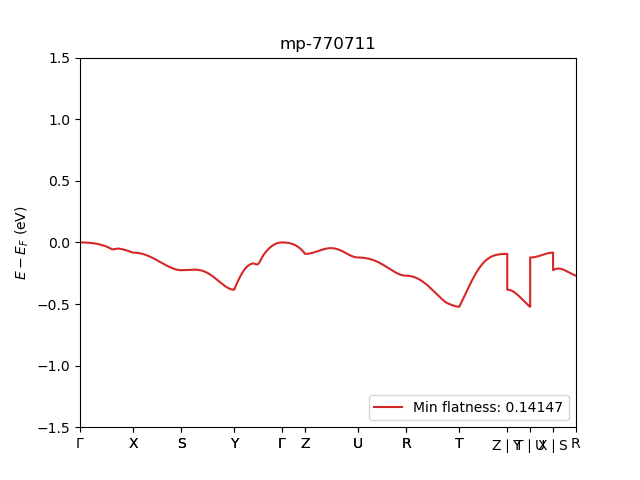 mp-770711
1.5
1.0
0.5
0.0
−0.5
−1.0
−1.5
E − E_F (eV)
Min flatness: 0.14147
Γ X S Y Γ Z U R T Z | Y T | U X | S R